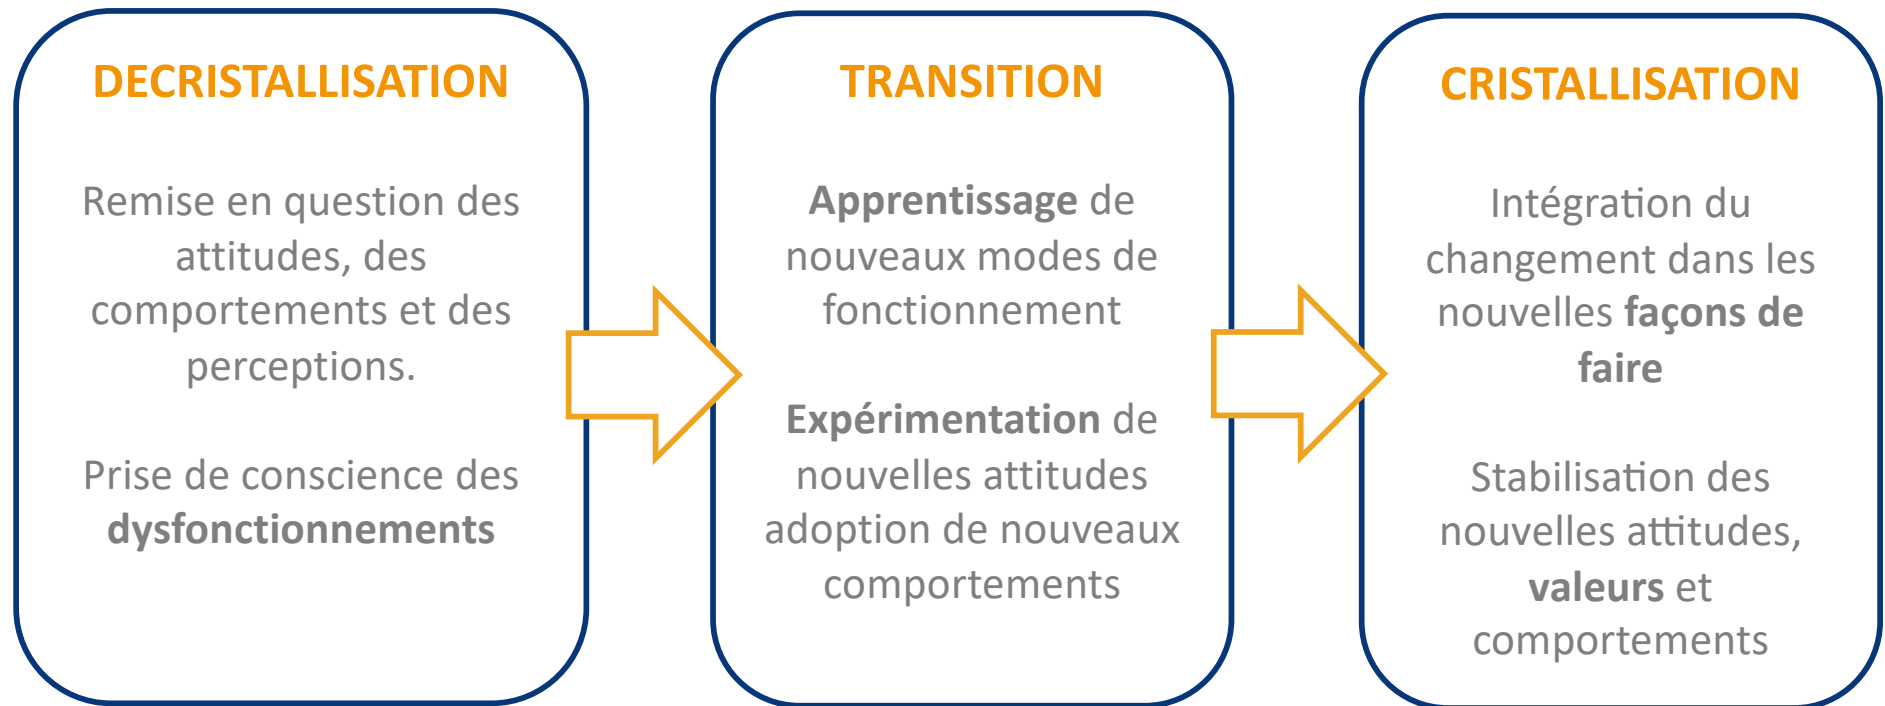 DECRISTALLISATION
Remise en question des
attitudes, des
comportements et des
perceptions.
Prise de conscience des
dysfonctionnements
TRANSITION
Apprentissage de
nouveaux modes de
fonctionnement
Expérimentation de
nouvelles attitudes
adoption de nouveaux
comportements
CRISTALLISATION
Intégration du
changement dans les
nouvelles façons de
faire
Stabilisation des
nouvelles attitudes,
valeurs et
comportements